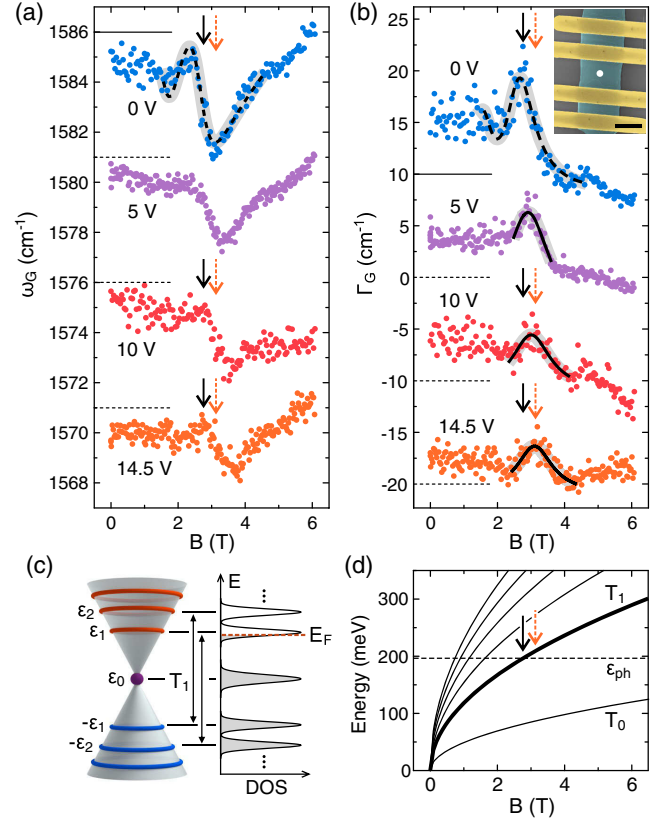 (a)
1586
1584
1583
1581
1580
1578
1576
1574
1572
1570
1568
ω_G (cm⁻¹)
0 V
5 V
10 V
14.5 V
0 2 4 6
B (T)
(b)
25
20
15
10
5
0
-5
-10
-15
-20
Γ_G (cm⁻¹)
0 V
5 V
10 V
14.5 V
0 2 4 6
B (T)
(c)
E
ε₂
ε₁
ε₀
-ε₁
-ε₂
T₁
E_F
DOS
(d)
300
200
100
0
Energy (meV)
T₁
ε_ph
T₀
0 2 4 6
B (T)